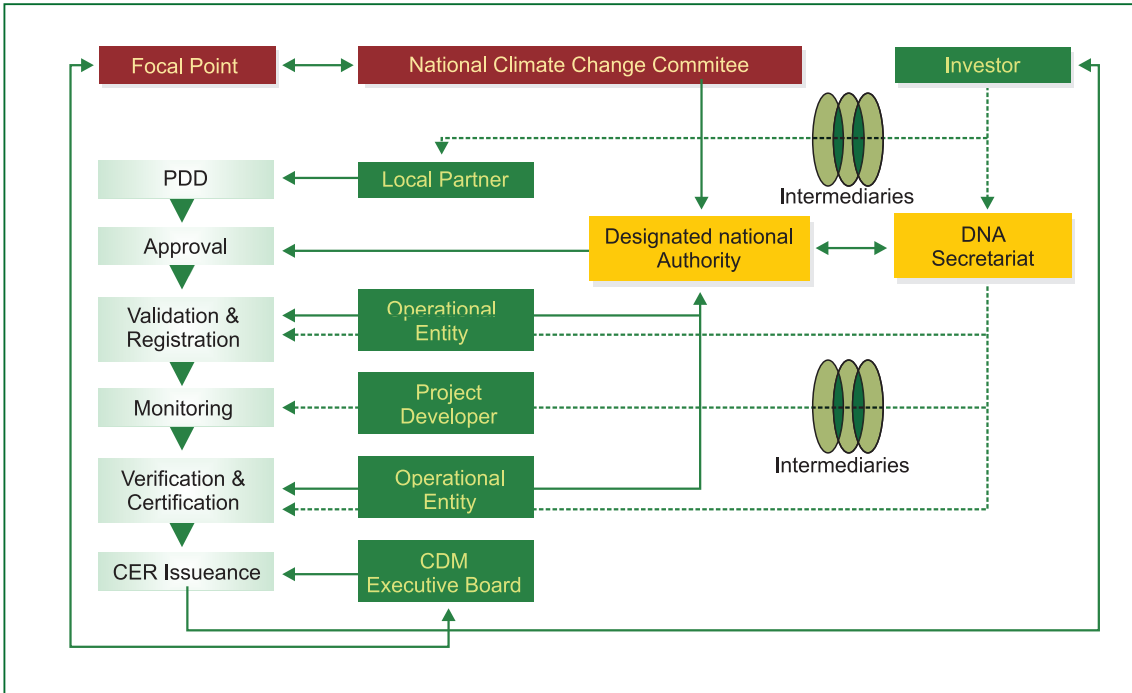 Focal Point
National Climate Change Commitee
Investor
PDD
Local Partner
Intermediaries
Approval
Designated national
Authority
DNA
Secretariat
Validation &
Registration
Operational
Entity
Monitoring
Project
Developer
Intermediaries
Verification &
Certification
Operational
Entity
CER Issueance
CDM
Executive Board